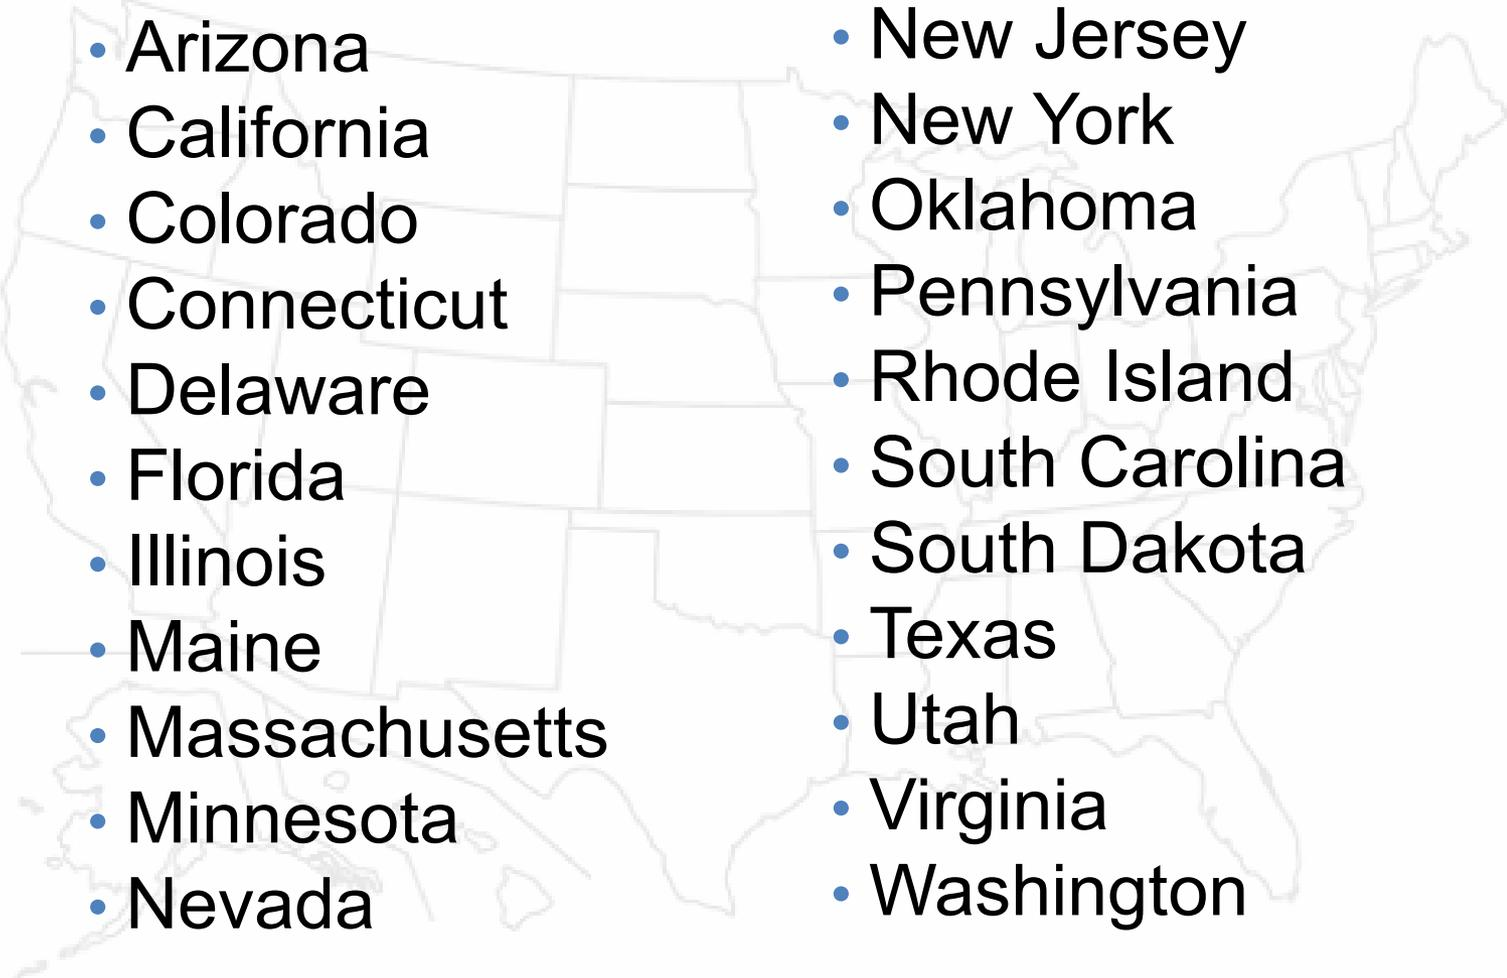 • Arizona
• California
• Colorado
• Connecticut
• Delaware
• Florida
• Illinois
• Maine
• Massachusetts
• Minnesota
• Nevada
• New Jersey
• New York
• Oklahoma
• Pennsylvania
• Rhode Island
• South Carolina
• South Dakota
• Texas
• Utah
• Virginia
• Washington